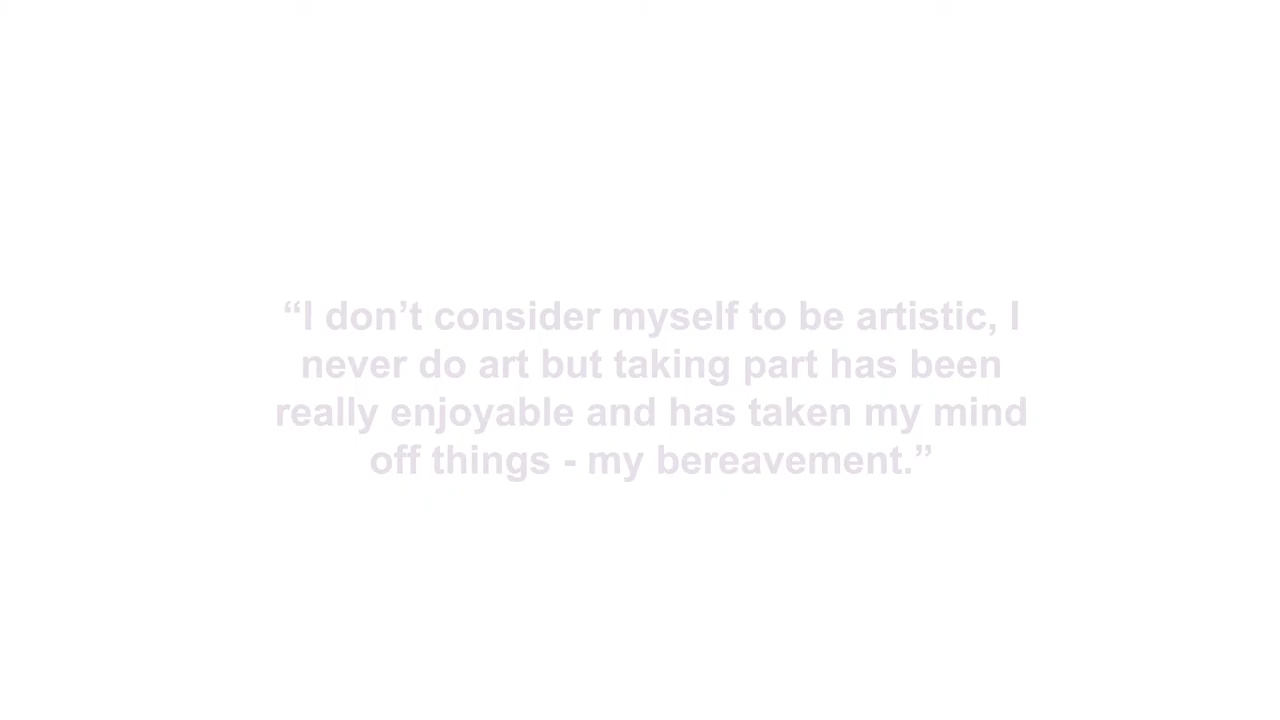 “I don’t consider myself to be artistic, I
never do art but taking part has been
really enjoyable and has taken my mind
off things - my bereavement.”